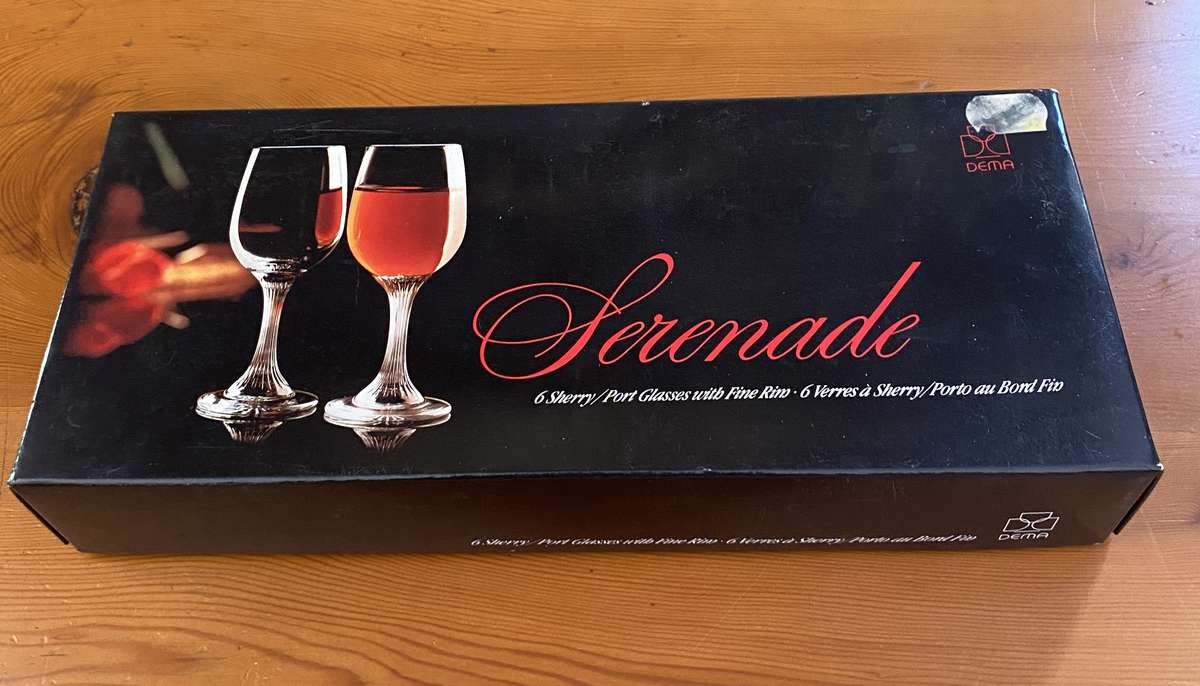 DEMA
Serenade
6 Sherry/Port Glasses with Fine Rim · 6 Verres à Sherry/Porto au Bord Fin
6 Sherry/Port Glasses with Fine Rim · 6 Verres à Sherry/Porto au Bord Fin
DEMA